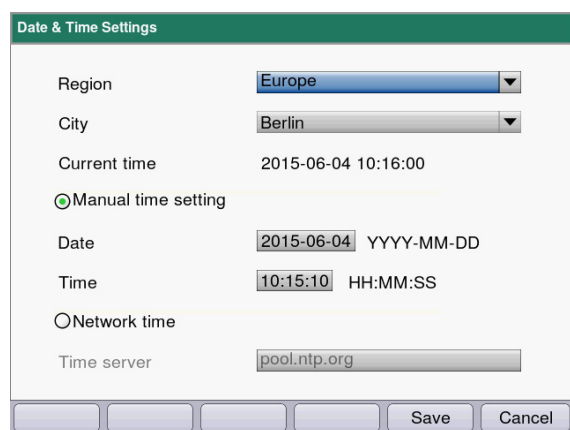 Date & Time Settings
Region Europe
City Berlin
Current time 2015-06-04 10:16:00
Manual time setting
Date 2015-06-04 YYYY-MM-DD
Time 10:15:10 HH:MM:SS
Network time
Time server pool.ntp.org
Save Cancel